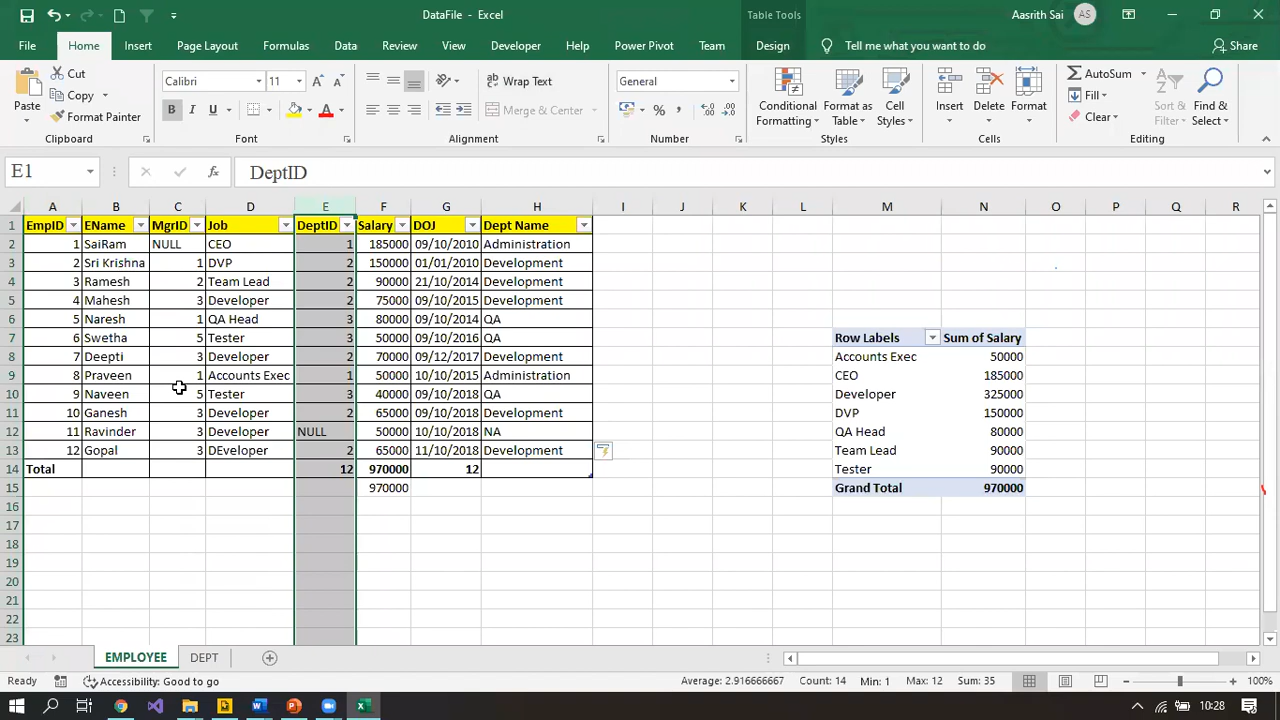 DataFile - Excel
Table Tools
Aasrith Sai AS
File Home Insert Page Layout Formulas Data Review View Developer Help Power Pivot Team Design Tell me what you want to do Share
Paste
Cut
Copy
Format Painter
Clipboard
Calibri 11
B I U
Font
Wrap Text
Merge & Center
Alignment
General
Number
Conditional Formatting
Format as Table
Cell Styles
Styles
Insert Delete Format
Cells
AutoSum
Fill
Clear
Sort & Filter
Find & Select
Editing
E1 DeptID
A B C D E F G H I J K L M N O P Q R
1 EmpID EName MgrID Job DeptID Salary DOJ Dept Name
2 1 SaiRam NULL CEO 1 185000 09/10/2010 Administration
3 2 Sri Krishna 1 DVP 2 150000 01/01/2010 Development
4 3 Ramesh 2 Team Lead 2 90000 21/10/2014 Development
5 4 Mahesh 3 Developer 2 75000 09/10/2015 Development
6 5 Naresh 1 QA Head 3 80000 09/10/2014 QA
7 6 Swetha 5 Tester 3 50000 09/10/2016 QA Row Labels Sum of Salary
8 7 Deepti 3 Developer 2 70000 09/12/2017 Development Accounts Exec 50000
9 8 Praveen 1 Accounts Exec 1 50000 10/10/2015 Administration CEO 185000
10 9 Naveen 5 Tester 3 40000 09/10/2018 QA Developer 325000
11 10 Ganesh 3 Developer 2 65000 09/10/2018 Development DVP 150000
12 11 Ravinder 3 Developer NULL 50000 10/10/2018 NA QA Head 80000
13 12 Gopal 3 DEveloper 2 65000 11/10/2018 Development Team Lead 90000
14 Total 12 970000 12 Tester 90000
15 970000 Grand Total 970000
16
17
18
19
20
21
22
23
EMPLOYEE DEPT
Ready Accessibility: Good to go Average: 2.916666667 Count: 14 Min: 1 Max: 12 Sum: 35 100%
10:28